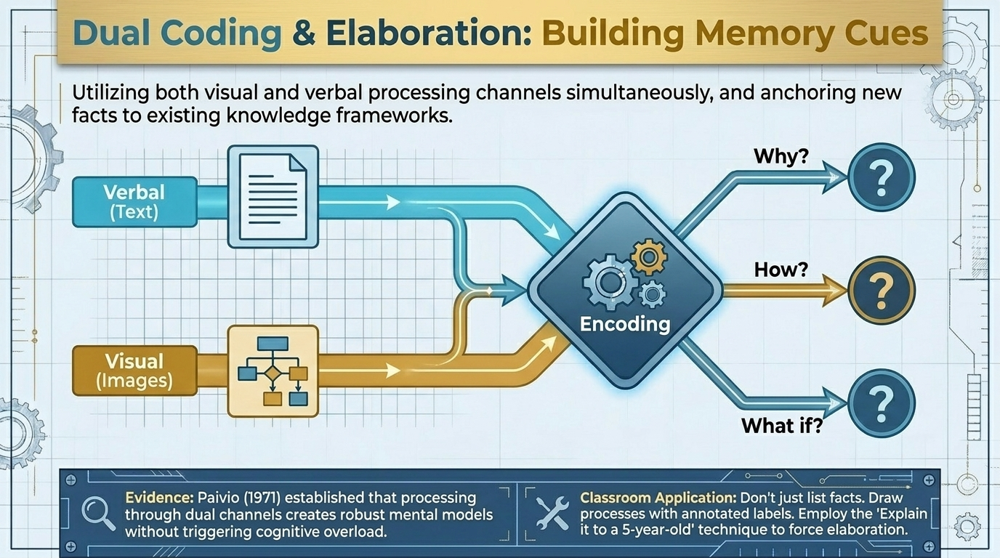 Dual Coding & Elaboration: Building Memory Cues
Utilizing both visual and verbal processing channels simultaneously, and anchoring new
facts to existing knowledge frameworks.
Verbal
(Text)
Visual
(Images)
Encoding
Why?
?
How?
?
What if?
?
Evidence: Paivio (1971) established that processing
through dual channels creates robust mental models
without triggering cognitive overload.
Classroom Application: Don't just list facts. Draw
processes with annotated labels. Employ the 'Explain
it to a 5-year-old' technique to force elaboration.